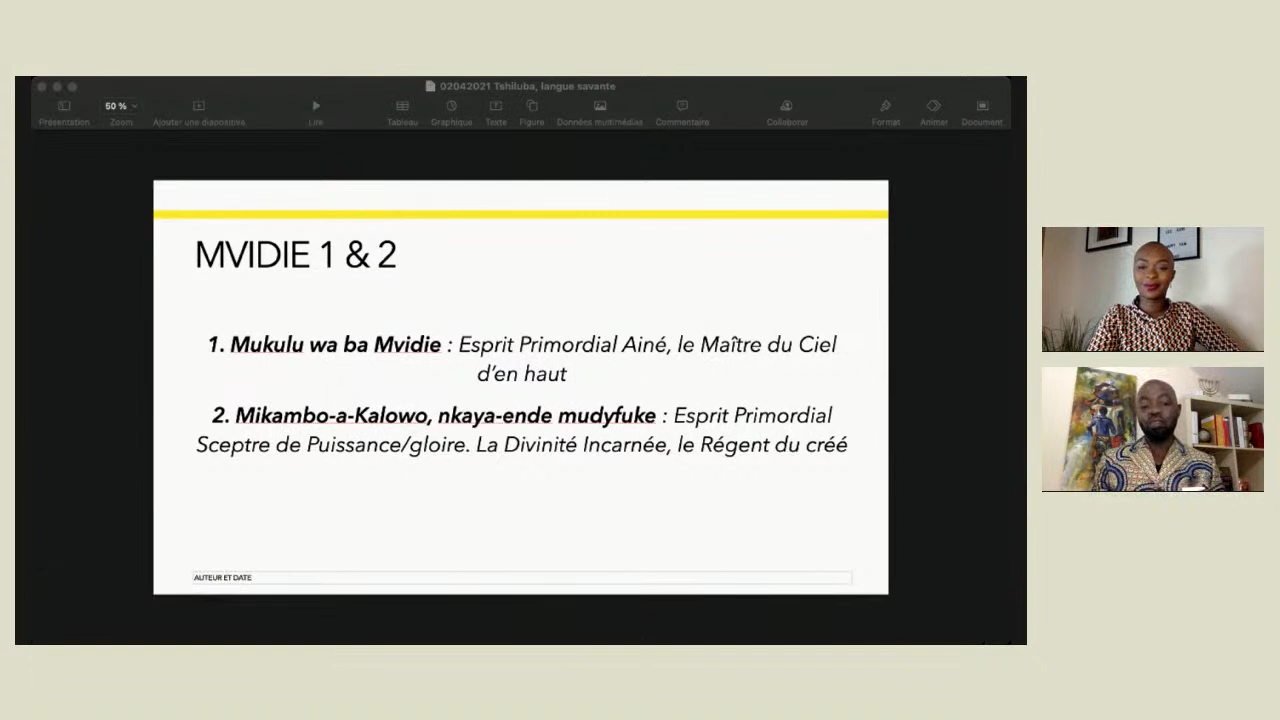 02042021 Tshiluba, langue savante
50 %
Présentation Zoom Ajouter une diapositive Lire Tableau Graphique Texte Figure Données multimédias Commentaire Collaborer Format Animer Document
MVIDIE 1 & 2
1. Mukulu wa ba Mvidie : Esprit Primordial Ainé, le Maître du Ciel
d’en haut
2. Mikambo-a-Kalowo, nkaya-ende mudyfuke : Esprit Primordial
Sceptre de Puissance/gloire. La Divinité Incarnée, le Régent du créé
AUTEUR ET DATE